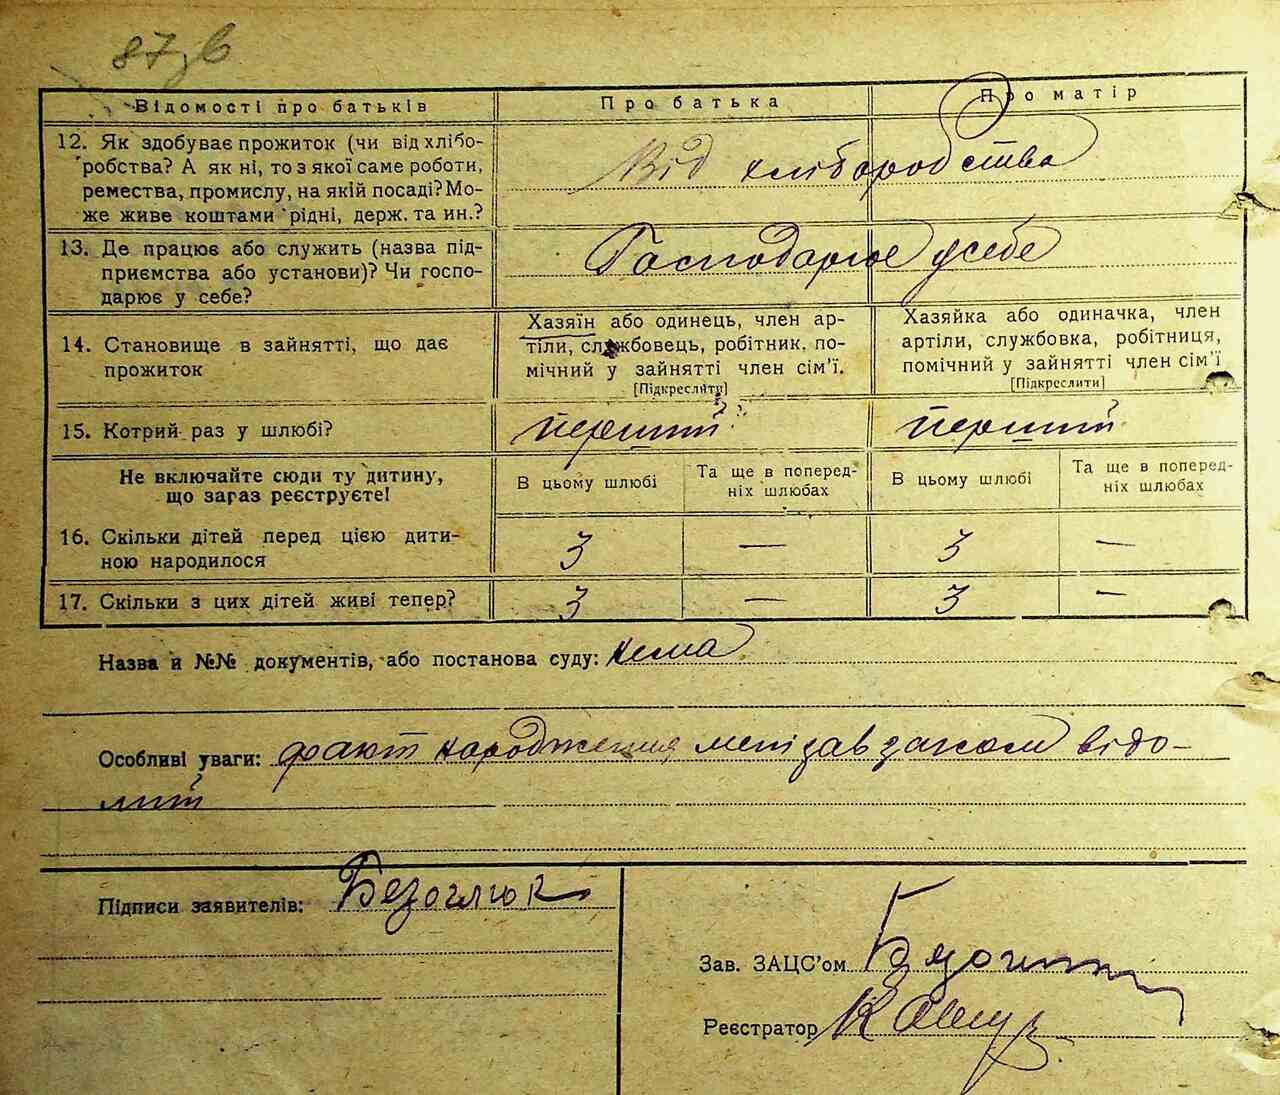 87зв
Відомості про батьків
Про батька
Про матір
12. Як здобуває прожиток (чи від хлібо-
робства? А як ні, то з якої саме роботи,
ремества, промислу, на якій посаді? Мо-
же живе коштами рідні, держ. та ин.?
Від хліборобства
13. Де працює або служить (назва під-
приємства або установи)? Чи госпо-
дарює у себе?
Господарює у себе
14. Становище в зайнятті, що дає
прожиток
Хазяїн або одинець, член ар-
тіли, службовець, робітник, по-
мічний у зайнятті член сім'ї.
[Підкреслити]
Хазяйка або одиначка, член
артіли, службовка, робітниця,
помічний у зайнятті член сім'ї
[Підкреслити]
15. Котрий раз у шлюбі?
перший
перший
Не включайте сюди ту дитину,
що зараз реєструєте!
В цьому шлюбі
Та ще в поперед-
ніх шлюбах
В цьому шлюбі
Та ще в поперед-
ніх шлюбах
16. Скільки дітей перед цією дити-
ною народилося
3 — 3 —
17. Скільки з цих дітей живі тепер?
3 — 3 —
Назва й №№ документів, або постанова суду: нема
Особливі уваги: факт народження мені завзагсом відо-
мий
Підписи заявителів: Безоглюк
Зав. ЗАЦС'ом
Реєстратор